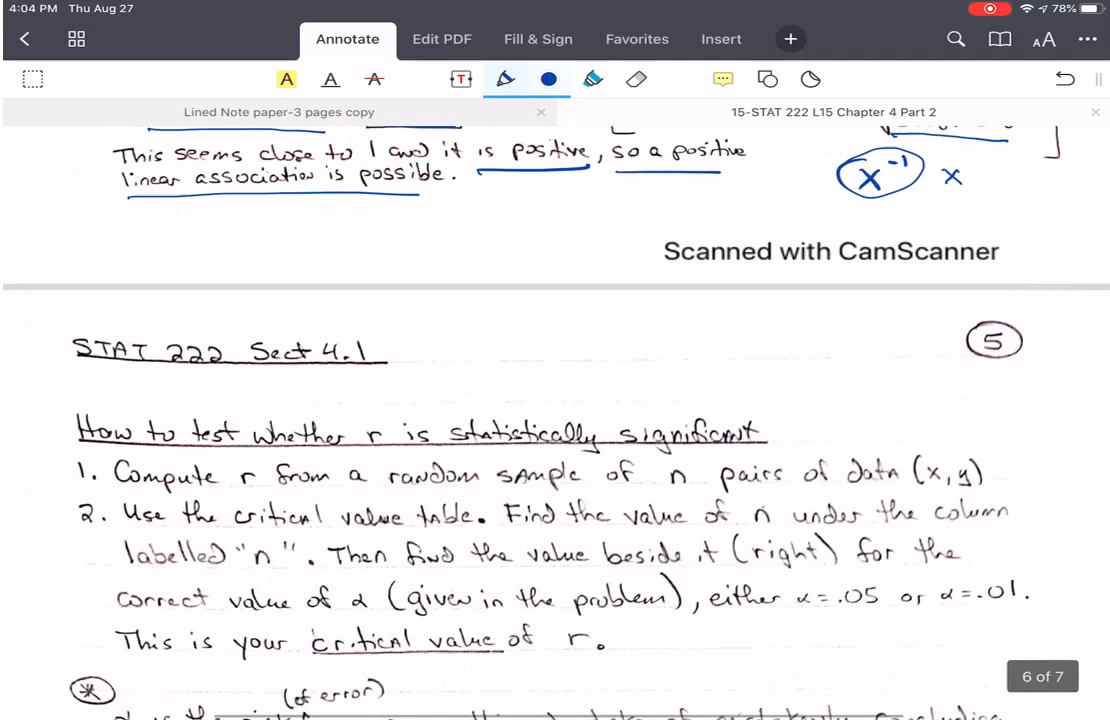 4:04 PM Thu Aug 27
78%
Annotate Edit PDF Fill & Sign Favorites Insert
AA
A A A T
Lined Note paper-3 pages copy
15-STAT 222 L15 Chapter 4 Part 2
This seems close to 1 and it is positive, so a positive
linear association is possible.
x⁻¹ x
Scanned with CamScanner
STAT 222 Sect 4.1
5
How to test whether r is statistically significant
1. Compute r from a random sample of n pairs of data (x,y)
2. Use the critical value table. Find the value of n under the column
labelled "n". Then find the value beside it (right) for the
correct value of α (given in the problem), either α = .05 or α = .01.
This is your critical value of r.
6 of 7
* (of error)